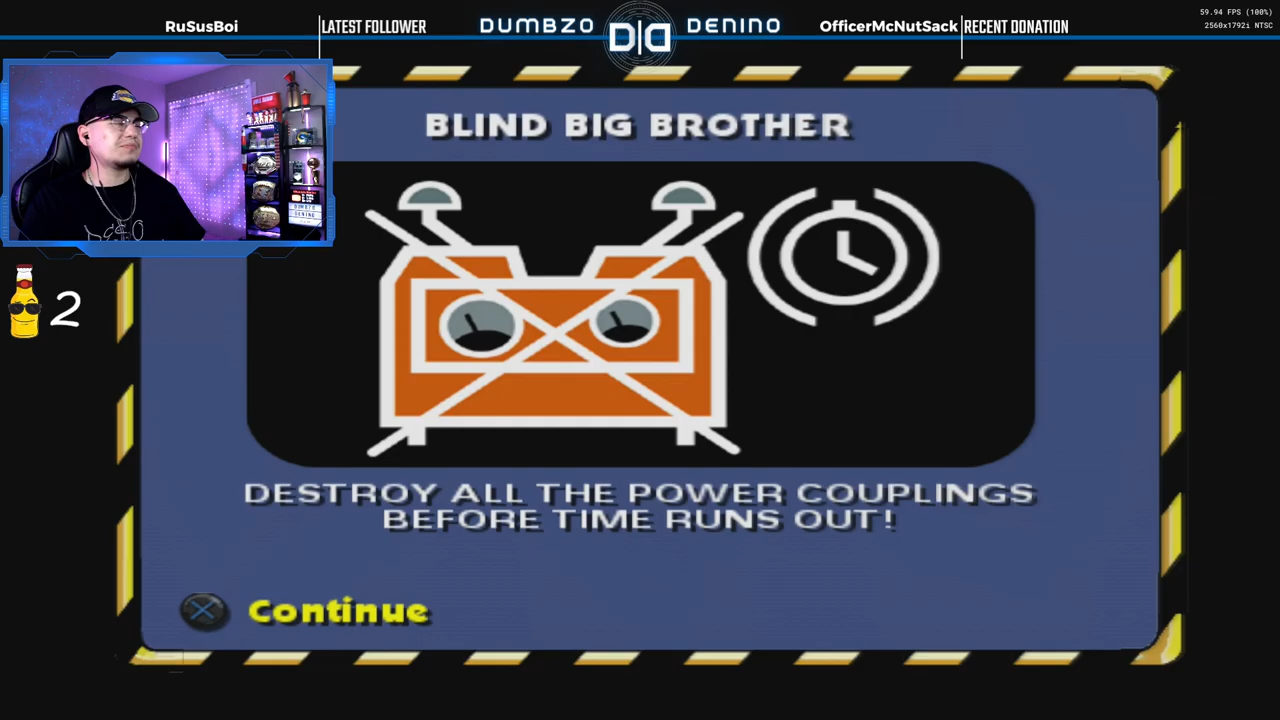 59.94 FPS (100%)
2560x1792i NTSC
RuSusBoi
LATEST FOLLOWER
DUMBZO
D|D
DENINO
OfficerMcNutSack
RECENT DONATION
BLIND BIG BROTHER
2
DESTROY ALL THE POWER COUPLINGS
BEFORE TIME RUNS OUT!
Continue